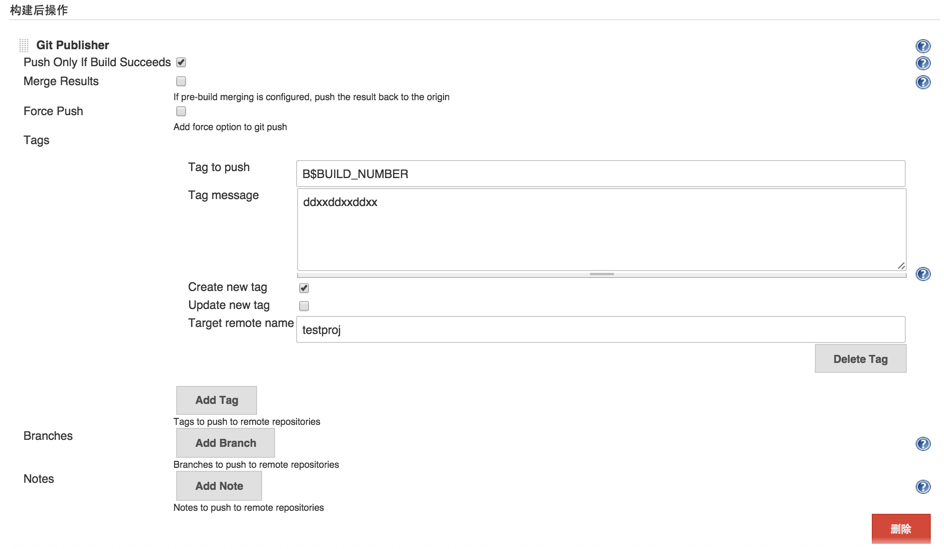 构建后操作
Git Publisher
Push Only If Build Succeeds
Merge Results
If pre-build merging is configured, push the result back to the origin
Force Push
Add force option to git push
Tags
Tag to push
B$BUILD_NUMBER
Tag message
ddxxddxxddxx
Create new tag
Update new tag
Target remote name
testproj
Delete Tag
Add Tag
Tags to push to remote repositories
Branches
Add Branch
Branches to push to remote repositories
Notes
Add Note
Notes to push to remote repositories
删除